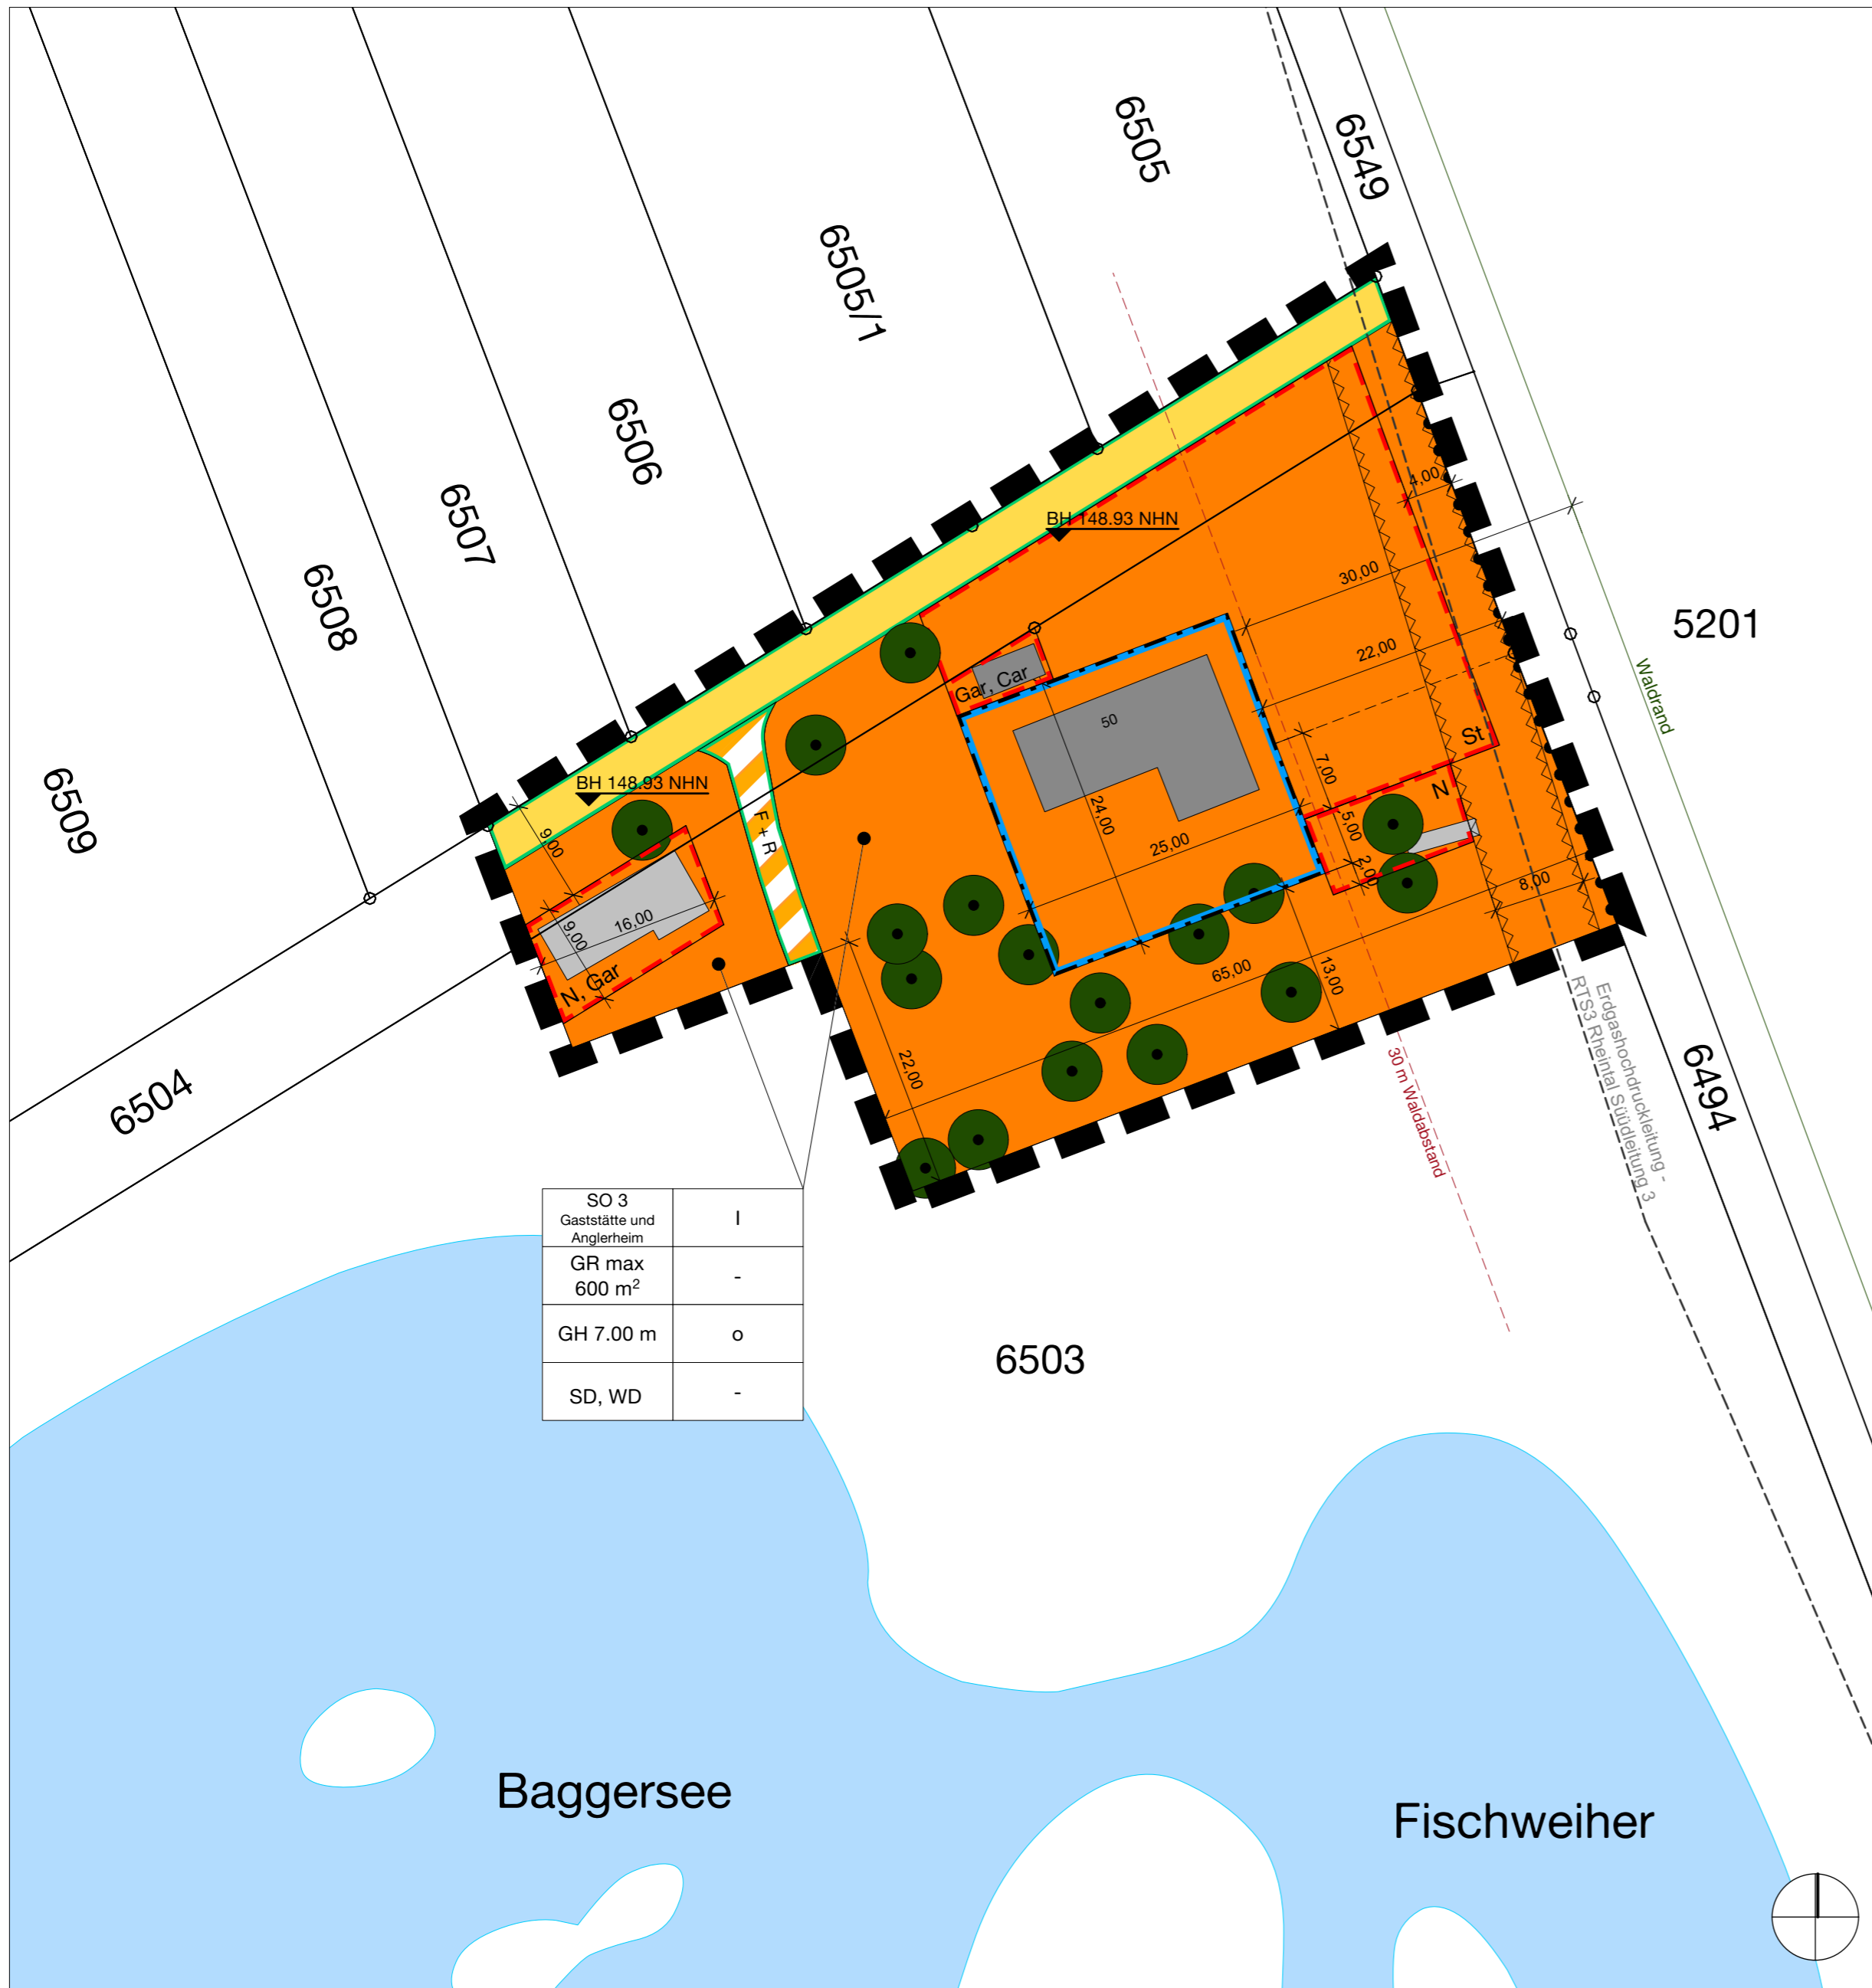 6505
6549
6505/1
6506
6507
6508
6509
6504
5201
Waldrand
BH 148.93 NHN
BH 148.93 NHN
4,00
30,00
22,00
Gar, Car
50
St
N
7,00
5,00
2,00
24,00
25,00
8,00
F + R
9,00
16,00
9,00
N, Gar
65,00
13,00
22,00
30 m Waldabstand
Erdgashochdruckleitung -
RTS3 Rheintal Süüdleitung 3
6494
SO 3
Gaststätte und
Anglerheim
I
GR max
600 m²
-
GH 7.00 m
o
SD, WD
-
6503
Baggersee
Fischweiher